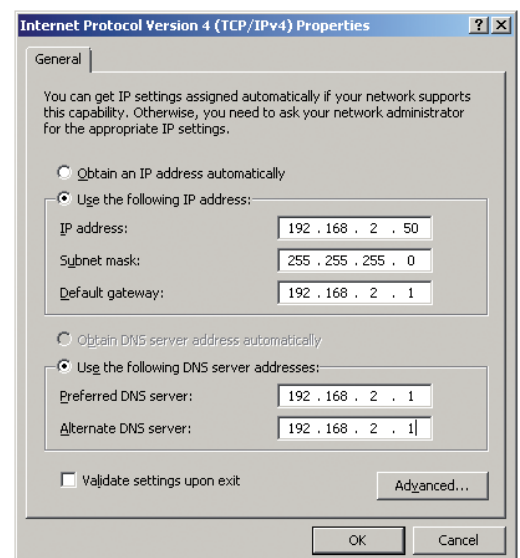 Internet Protocol Version 4 (TCP/IPv4) Properties
General
You can get IP settings assigned automatically if your network supports
this capability. Otherwise, you need to ask your network administrator
for the appropriate IP settings.
Obtain an IP address automatically
Use the following IP address:
IP address: 192 . 168 . 2 . 50
Subnet mask: 255 . 255 . 255 . 0
Default gateway: 192 . 168 . 2 . 1
Obtain DNS server address automatically
Use the following DNS server addresses:
Preferred DNS server: 192 . 168 . 2 . 1
Alternate DNS server: 192 . 168 . 2 . 1
Validate settings upon exit
Advanced...
OK Cancel